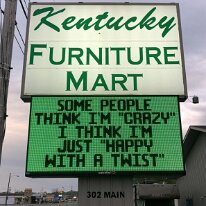 Kentucky
FURNITURE
MART
SOME PEOPLE
THINK I'M "CRAZY"
I THINK I'M
JUST "HAPPY
WITH A TWIST"
302 MAIN